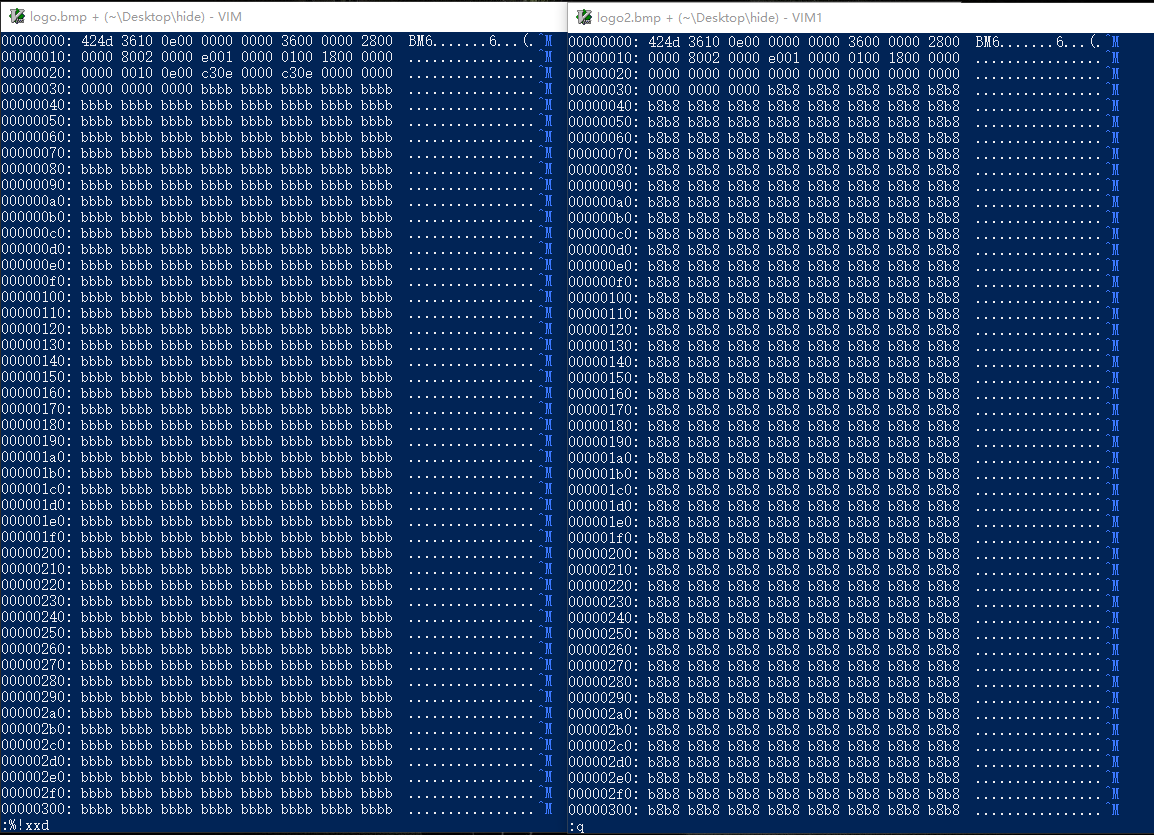 logo.bmp + (~\Desktop\hide) - VIM
00000000: 424d 3610 0e00 0000 0000 3600 0000 2800  BM6.......6...(.^M
00000010: 0000 8002 0000 e001 0000 0100 1800 0000  ................^M
00000020: 0000 0010 0e00 c30e 0000 c30e 0000 0000  ................^M
00000030: 0000 0000 0000 bbbb bbbb bbbb bbbb bbbb  ................^M
00000040: bbbb bbbb bbbb bbbb bbbb bbbb bbbb bbbb  ................^M
00000050: bbbb bbbb bbbb bbbb bbbb bbbb bbbb bbbb  ................^M
00000060: bbbb bbbb bbbb bbbb bbbb bbbb bbbb bbbb  ................^M
00000070: bbbb bbbb bbbb bbbb bbbb bbbb bbbb bbbb  ................^M
00000080: bbbb bbbb bbbb bbbb bbbb bbbb bbbb bbbb  ................^M
00000090: bbbb bbbb bbbb bbbb bbbb bbbb bbbb bbbb  ................^M
000000a0: bbbb bbbb bbbb bbbb bbbb bbbb bbbb bbbb  ................^M
000000b0: bbbb bbbb bbbb bbbb bbbb bbbb bbbb bbbb  ................^M
000000c0: bbbb bbbb bbbb bbbb bbbb bbbb bbbb bbbb  ................^M
000000d0: bbbb bbbb bbbb bbbb bbbb bbbb bbbb bbbb  ................^M
000000e0: bbbb bbbb bbbb bbbb bbbb bbbb bbbb bbbb  ................^M
000000f0: bbbb bbbb bbbb bbbb bbbb bbbb bbbb bbbb  ................^M
00000100: bbbb bbbb bbbb bbbb bbbb bbbb bbbb bbbb  ................^M
00000110: bbbb bbbb bbbb bbbb bbbb bbbb bbbb bbbb  ................^M
00000120: bbbb bbbb bbbb bbbb bbbb bbbb bbbb bbbb  ................^M
00000130: bbbb bbbb bbbb bbbb bbbb bbbb bbbb bbbb  ................^M
00000140: bbbb bbbb bbbb bbbb bbbb bbbb bbbb bbbb  ................^M
00000150: bbbb bbbb bbbb bbbb bbbb bbbb bbbb bbbb  ................^M
00000160: bbbb bbbb bbbb bbbb bbbb bbbb bbbb bbbb  ................^M
00000170: bbbb bbbb bbbb bbbb bbbb bbbb bbbb bbbb  ................^M
00000180: bbbb bbbb bbbb bbbb bbbb bbbb bbbb bbbb  ................^M
00000190: bbbb bbbb bbbb bbbb bbbb bbbb bbbb bbbb  ................^M
000001a0: bbbb bbbb bbbb bbbb bbbb bbbb bbbb bbbb  ................^M
000001b0: bbbb bbbb bbbb bbbb bbbb bbbb bbbb bbbb  ................^M
000001c0: bbbb bbbb bbbb bbbb bbbb bbbb bbbb bbbb  ................^M
000001d0: bbbb bbbb bbbb bbbb bbbb bbbb bbbb bbbb  ................^M
000001e0: bbbb bbbb bbbb bbbb bbbb bbbb bbbb bbbb  ................^M
000001f0: bbbb bbbb bbbb bbbb bbbb bbbb bbbb bbbb  ................^M
00000200: bbbb bbbb bbbb bbbb bbbb bbbb bbbb bbbb  ................^M
00000210: bbbb bbbb bbbb bbbb bbbb bbbb bbbb bbbb  ................^M
00000220: bbbb bbbb bbbb bbbb bbbb bbbb bbbb bbbb  ................^M
00000230: bbbb bbbb bbbb bbbb bbbb bbbb bbbb bbbb  ................^M
00000240: bbbb bbbb bbbb bbbb bbbb bbbb bbbb bbbb  ................^M
00000250: bbbb bbbb bbbb bbbb bbbb bbbb bbbb bbbb  ................^M
00000260: bbbb bbbb bbbb bbbb bbbb bbbb bbbb bbbb  ................^M
00000270: bbbb bbbb bbbb bbbb bbbb bbbb bbbb bbbb  ................^M
00000280: bbbb bbbb bbbb bbbb bbbb bbbb bbbb bbbb  ................^M
00000290: bbbb bbbb bbbb bbbb bbbb bbbb bbbb bbbb  ................^M
000002a0: bbbb bbbb bbbb bbbb bbbb bbbb bbbb bbbb  ................^M
000002b0: bbbb bbbb bbbb bbbb bbbb bbbb bbbb bbbb  ................^M
000002c0: bbbb bbbb bbbb bbbb bbbb bbbb bbbb bbbb  ................^M
000002d0: bbbb bbbb bbbb bbbb bbbb bbbb bbbb bbbb  ................^M
000002e0: bbbb bbbb bbbb bbbb bbbb bbbb bbbb bbbb  ................^M
000002f0: bbbb bbbb bbbb bbbb bbbb bbbb bbbb bbbb  ................^M
00000300: bbbb bbbb bbbb bbbb bbbb bbbb bbbb bbbb  ................^M
:%!xxd
logo2.bmp + (~\Desktop\hide) - VIM1
00000000: 424d 3610 0e00 0000 0000 3600 0000 2800  BM6.......6...(.^M
00000010: 0000 8002 0000 e001 0000 0100 1800 0000  ................^M
00000020: 0000 0000 0000 0000 0000 0000 0000 0000  ................^M
00000030: 0000 0000 0000 b8b8 b8b8 b8b8 b8b8 b8b8  ................^M
00000040: b8b8 b8b8 b8b8 b8b8 b8b8 b8b8 b8b8 b8b8  ................^M
00000050: b8b8 b8b8 b8b8 b8b8 b8b8 b8b8 b8b8 b8b8  ................^M
00000060: b8b8 b8b8 b8b8 b8b8 b8b8 b8b8 b8b8 b8b8  ................^M
00000070: b8b8 b8b8 b8b8 b8b8 b8b8 b8b8 b8b8 b8b8  ................^M
00000080: b8b8 b8b8 b8b8 b8b8 b8b8 b8b8 b8b8 b8b8  ................^M
00000090: b8b8 b8b8 b8b8 b8b8 b8b8 b8b8 b8b8 b8b8  ................^M
000000a0: b8b8 b8b8 b8b8 b8b8 b8b8 b8b8 b8b8 b8b8  ................^M
000000b0: b8b8 b8b8 b8b8 b8b8 b8b8 b8b8 b8b8 b8b8  ................^M
000000c0: b8b8 b8b8 b8b8 b8b8 b8b8 b8b8 b8b8 b8b8  ................^M
000000d0: b8b8 b8b8 b8b8 b8b8 b8b8 b8b8 b8b8 b8b8  ................^M
000000e0: b8b8 b8b8 b8b8 b8b8 b8b8 b8b8 b8b8 b8b8  ................^M
000000f0: b8b8 b8b8 b8b8 b8b8 b8b8 b8b8 b8b8 b8b8  ................^M
00000100: b8b8 b8b8 b8b8 b8b8 b8b8 b8b8 b8b8 b8b8  ................^M
00000110: b8b8 b8b8 b8b8 b8b8 b8b8 b8b8 b8b8 b8b8  ................^M
00000120: b8b8 b8b8 b8b8 b8b8 b8b8 b8b8 b8b8 b8b8  ................^M
00000130: b8b8 b8b8 b8b8 b8b8 b8b8 b8b8 b8b8 b8b8  ................^M
00000140: b8b8 b8b8 b8b8 b8b8 b8b8 b8b8 b8b8 b8b8  ................^M
00000150: b8b8 b8b8 b8b8 b8b8 b8b8 b8b8 b8b8 b8b8  ................^M
00000160: b8b8 b8b8 b8b8 b8b8 b8b8 b8b8 b8b8 b8b8  ................^M
00000170: b8b8 b8b8 b8b8 b8b8 b8b8 b8b8 b8b8 b8b8  ................^M
00000180: b8b8 b8b8 b8b8 b8b8 b8b8 b8b8 b8b8 b8b8  ................^M
00000190: b8b8 b8b8 b8b8 b8b8 b8b8 b8b8 b8b8 b8b8  ................^M
000001a0: b8b8 b8b8 b8b8 b8b8 b8b8 b8b8 b8b8 b8b8  ................^M
000001b0: b8b8 b8b8 b8b8 b8b8 b8b8 b8b8 b8b8 b8b8  ................^M
000001c0: b8b8 b8b8 b8b8 b8b8 b8b8 b8b8 b8b8 b8b8  ................^M
000001d0: b8b8 b8b8 b8b8 b8b8 b8b8 b8b8 b8b8 b8b8  ................^M
000001e0: b8b8 b8b8 b8b8 b8b8 b8b8 b8b8 b8b8 b8b8  ................^M
000001f0: b8b8 b8b8 b8b8 b8b8 b8b8 b8b8 b8b8 b8b8  ................^M
00000200: b8b8 b8b8 b8b8 b8b8 b8b8 b8b8 b8b8 b8b8  ................^M
00000210: b8b8 b8b8 b8b8 b8b8 b8b8 b8b8 b8b8 b8b8  ................^M
00000220: b8b8 b8b8 b8b8 b8b8 b8b8 b8b8 b8b8 b8b8  ................^M
00000230: b8b8 b8b8 b8b8 b8b8 b8b8 b8b8 b8b8 b8b8  ................^M
00000240: b8b8 b8b8 b8b8 b8b8 b8b8 b8b8 b8b8 b8b8  ................^M
00000250: b8b8 b8b8 b8b8 b8b8 b8b8 b8b8 b8b8 b8b8  ................^M
00000260: b8b8 b8b8 b8b8 b8b8 b8b8 b8b8 b8b8 b8b8  ................^M
00000270: b8b8 b8b8 b8b8 b8b8 b8b8 b8b8 b8b8 b8b8  ................^M
00000280: b8b8 b8b8 b8b8 b8b8 b8b8 b8b8 b8b8 b8b8  ................^M
00000290: b8b8 b8b8 b8b8 b8b8 b8b8 b8b8 b8b8 b8b8  ................^M
000002a0: b8b8 b8b8 b8b8 b8b8 b8b8 b8b8 b8b8 b8b8  ................^M
000002b0: b8b8 b8b8 b8b8 b8b8 b8b8 b8b8 b8b8 b8b8  ................^M
000002c0: b8b8 b8b8 b8b8 b8b8 b8b8 b8b8 b8b8 b8b8  ................^M
000002d0: b8b8 b8b8 b8b8 b8b8 b8b8 b8b8 b8b8 b8b8  ................^M
000002e0: b8b8 b8b8 b8b8 b8b8 b8b8 b8b8 b8b8 b8b8  ................^M
000002f0: b8b8 b8b8 b8b8 b8b8 b8b8 b8b8 b8b8 b8b8  ................^M
00000300: b8b8 b8b8 b8b8 b8b8 b8b8 b8b8 b8b8 b8b8  ................^M
:q